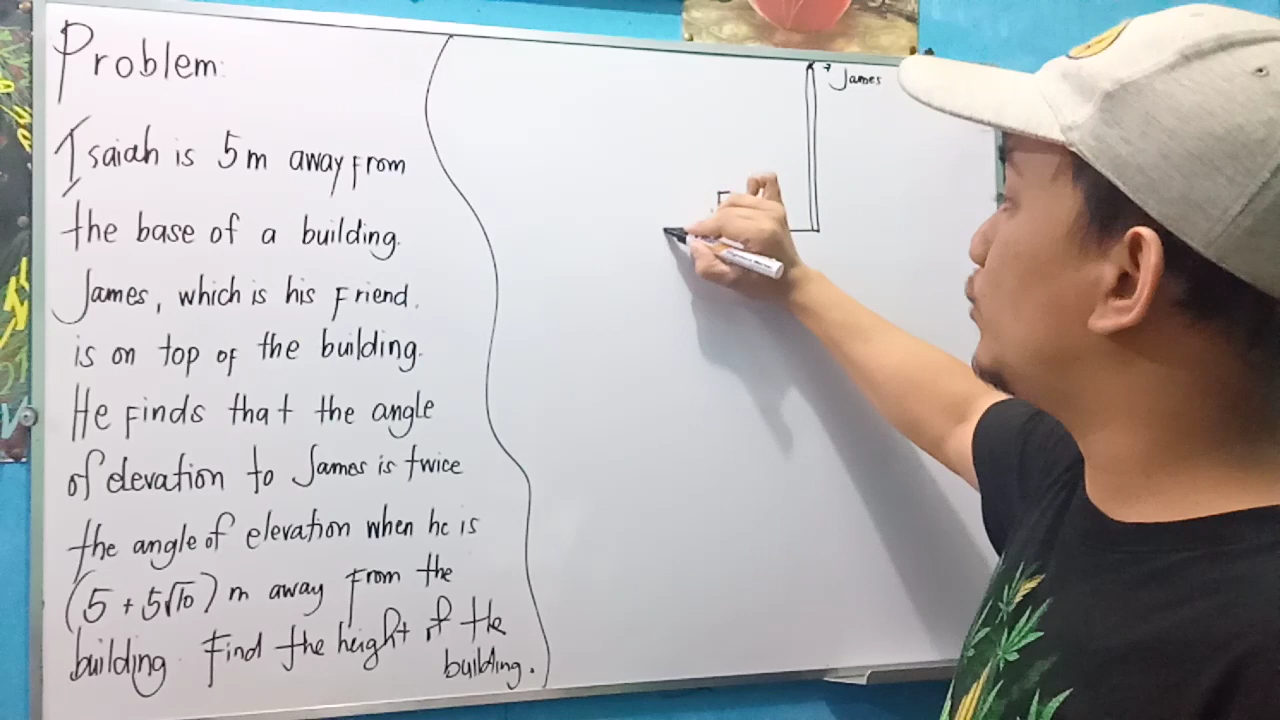 Problem:
Isaiah is 5m away from
the base of a building.
James, which is his friend,
is on top of the building.
He finds that the angle
of elevation to James is twice
the angle of elevation when he is
(5 + 5√10) m away from the
building. Find the height of the
building.
James